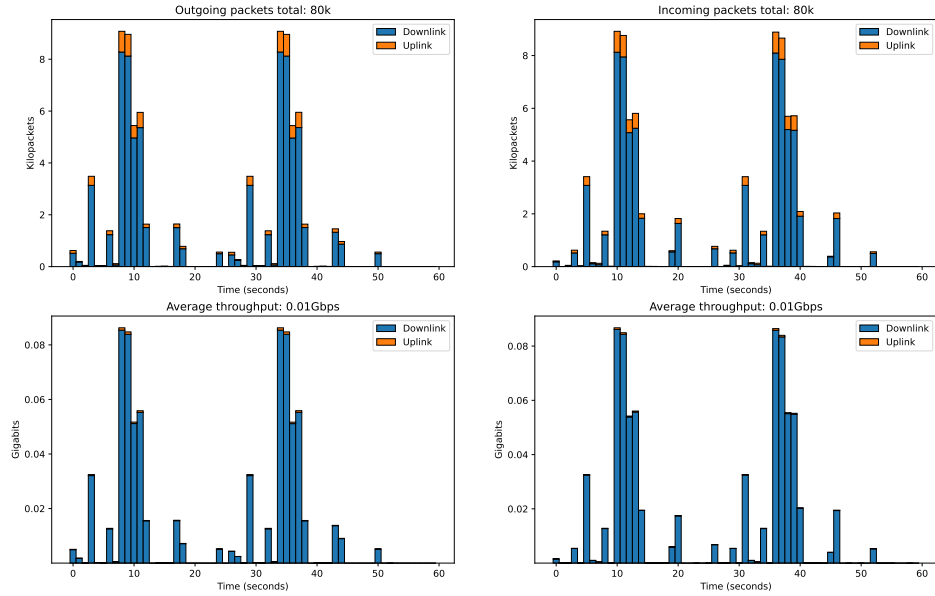 Outgoing packets total: 80k
Kilopackets
8
6
4
2
0
Downlink
Uplink
0 10 20 30 40 50 60
Time (seconds)
Incoming packets total: 80k
Kilopackets
8
6
4
2
0
Downlink
Uplink
0 10 20 30 40 50 60
Time (seconds)
Average throughput: 0.01Gbps
Gigabits
0.08
0.06
0.04
0.02
Downlink
Uplink
0 10 20 30 40 50 60
Time (seconds)
Average throughput: 0.01Gbps
Gigabits
0.08
0.06
0.04
0.02
Downlink
Uplink
0 10 20 30 40 50 60
Time (seconds)